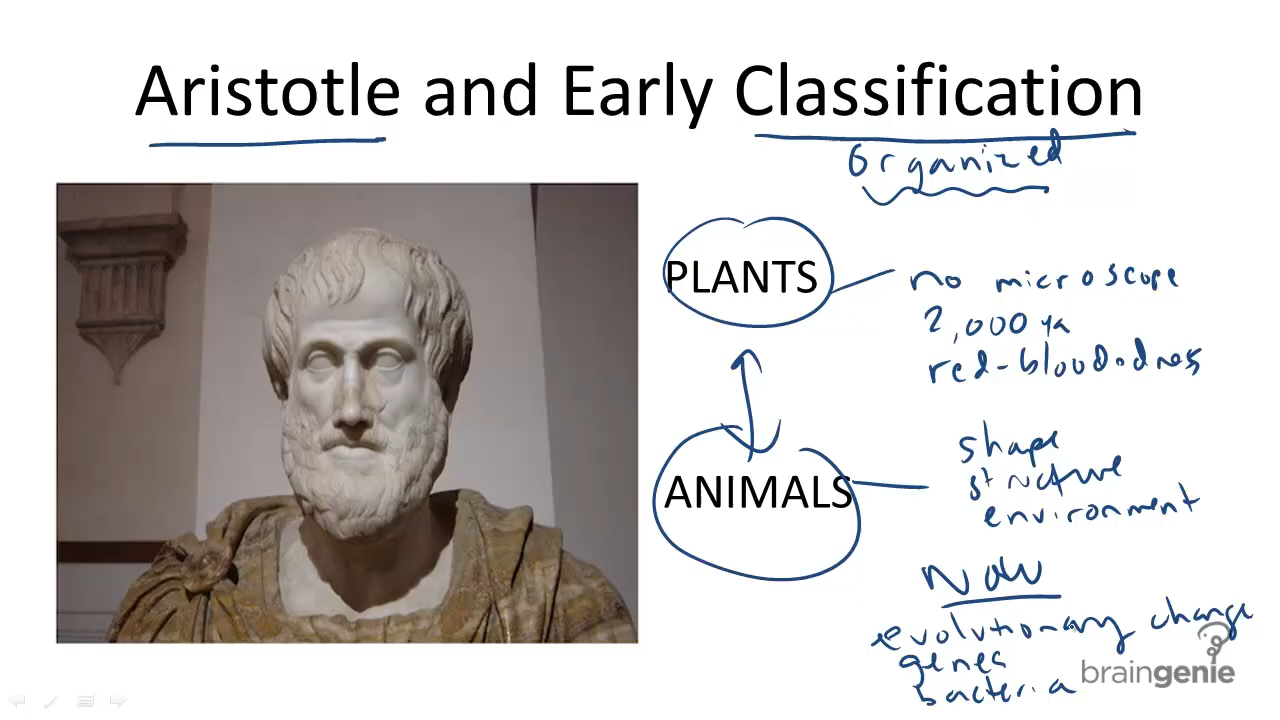 Aristotle and Early Classification
organized
PLANTS
no microscope
2,000 ya
red-bloodedness
ANIMALS
shape
structure
environment
Now
evolutionary change
genes
bacteria
braingenie